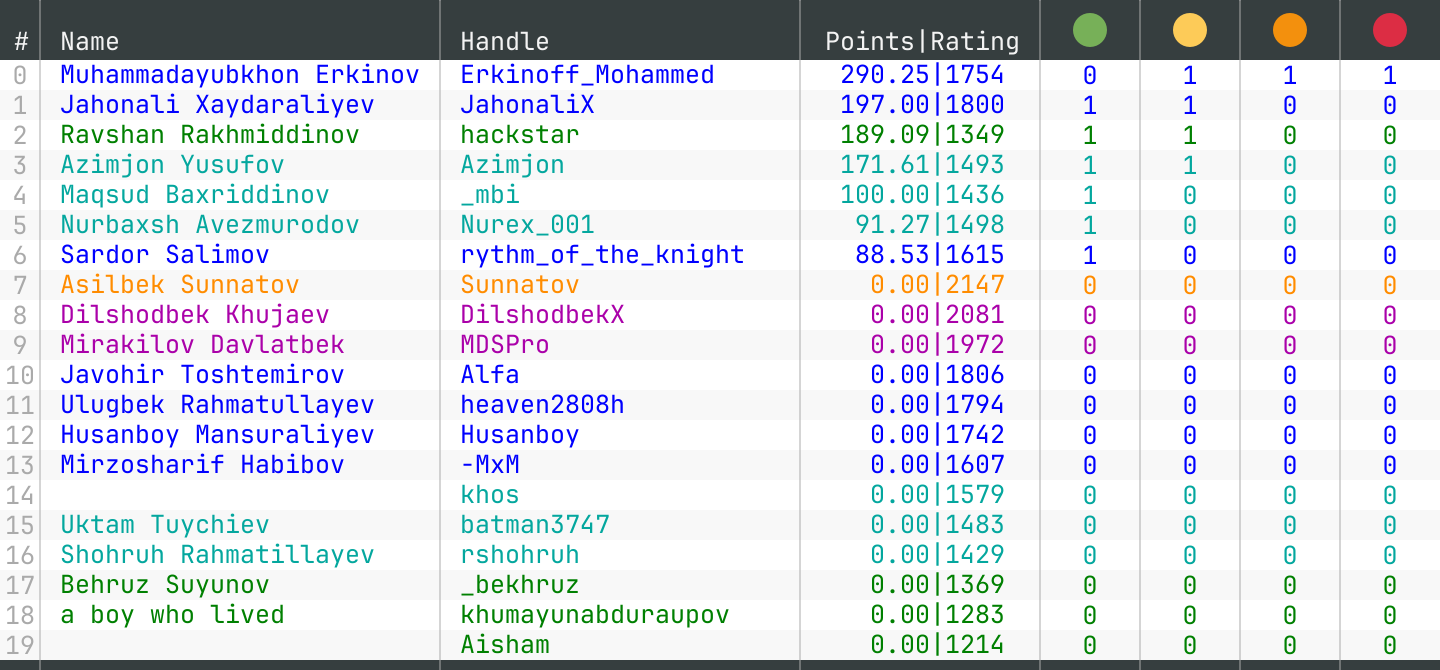 # Name Handle Points|Rating
0 Muhammadayubkhon Erkinov Erkinoff_Mohammed 290.25|1754 0 1 1 1
1 Jahonali Xaydaraliyev JahonaliX 197.00|1800 1 1 0 0
2 Ravshan Rakhmiddinov hackstar 189.09|1349 1 1 0 0
3 Azimjon Yusufov Azimjon 171.61|1493 1 1 0 0
4 Maqsud Baxriddinov _mbi 100.00|1436 1 0 0 0
5 Nurbaxsh Avezmurodov Nurex_001 91.27|1498 1 0 0 0
6 Sardor Salimov rythm_of_the_knight 88.53|1615 1 0 0 0
7 Asilbek Sunnatov Sunnatov 0.00|2147 0 0 0 0
8 Dilshodbek Khujaev DilshodbekX 0.00|2081 0 0 0 0
9 Mirakilov Davlatbek MDSPro 0.00|1972 0 0 0 0
10 Javohir Toshtemirov Alfa 0.00|1806 0 0 0 0
11 Ulugbek Rahmatullayev heaven2808h 0.00|1794 0 0 0 0
12 Husanboy Mansuraliyev Husanboy 0.00|1742 0 0 0 0
13 Mirzosharif Habibov -MxM 0.00|1607 0 0 0 0
14 khos 0.00|1579 0 0 0 0
15 Uktam Tuychiev batman3747 0.00|1483 0 0 0 0
16 Shohruh Rahmatillayev rshohruh 0.00|1429 0 0 0 0
17 Behruz Suyunov _bekhruz 0.00|1369 0 0 0 0
18 a boy who lived khumayunabduraupov 0.00|1283 0 0 0 0
19 Aisham 0.00|1214 0 0 0 0